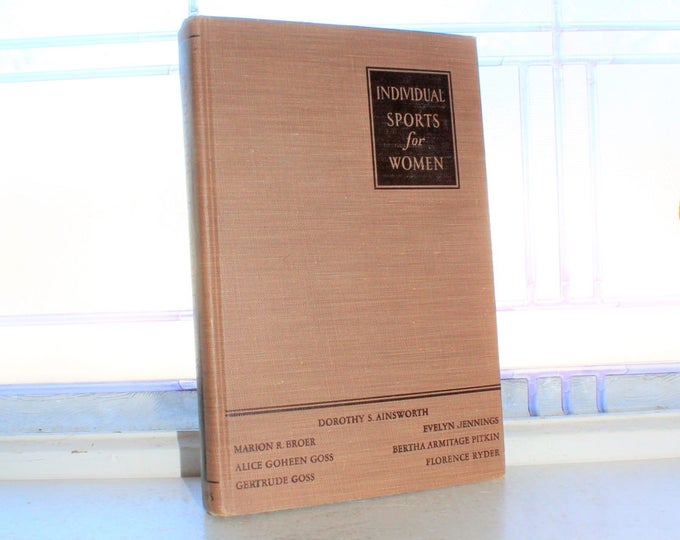 INDIVIDUAL
SPORTS
for
WOMEN
DOROTHY S. AINSWORTH
MARION R. BROER
ALICE GOHEEN GOSS
GERTRUDE GOSS
EVELYN JENNINGS
BERTHA ARMITAGE PITKIN
FLORENCE RYDER